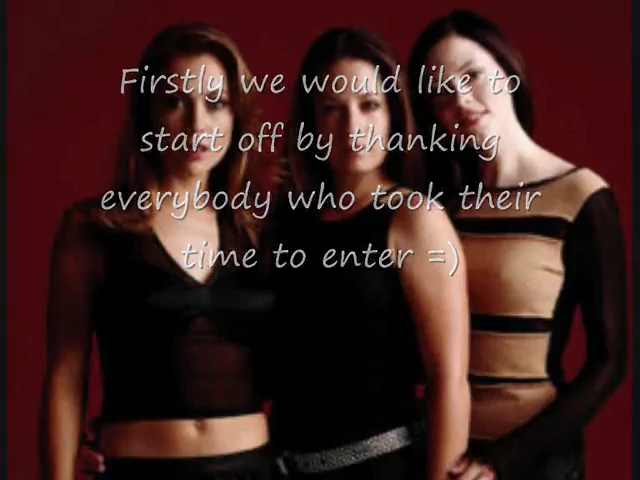 Firstly we would like to
start off by thanking
everybody who took their
time to enter =)